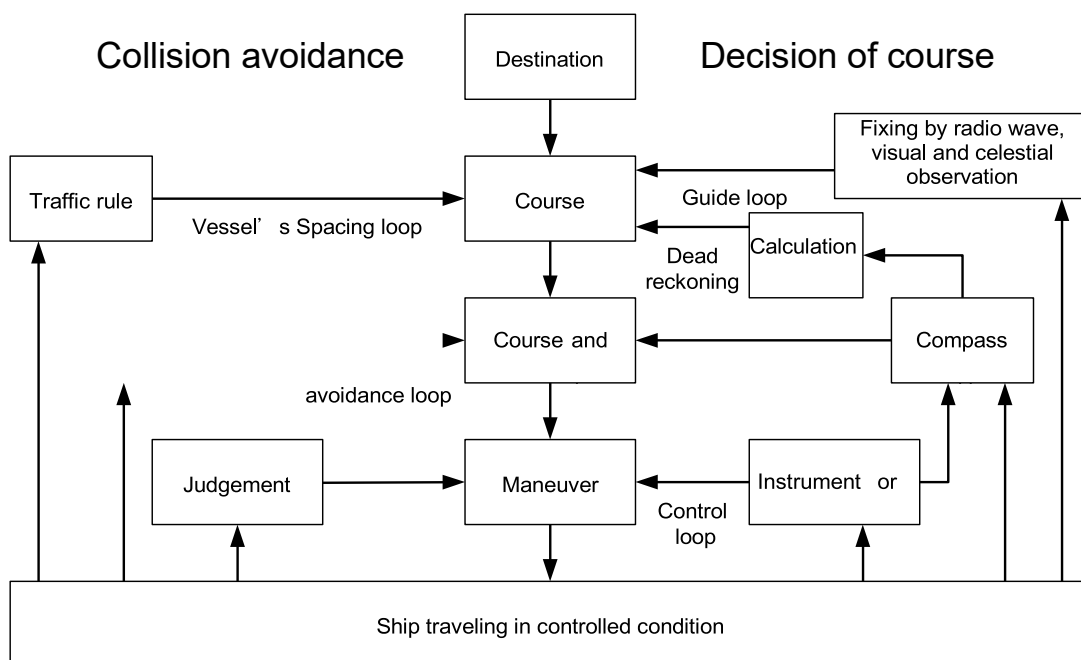 Collision avoidance
Destination
Decision of course
Fixing by radio wave,
visual and celestial
observation
Traffic rule
Course
Guide loop
Vessel’ s Spacing loop
Calculation
Dead
reckoning
Course and
Compass
avoidance loop
Judgement
Maneuver
Instrument or
Control
loop
Ship traveling in controlled condition